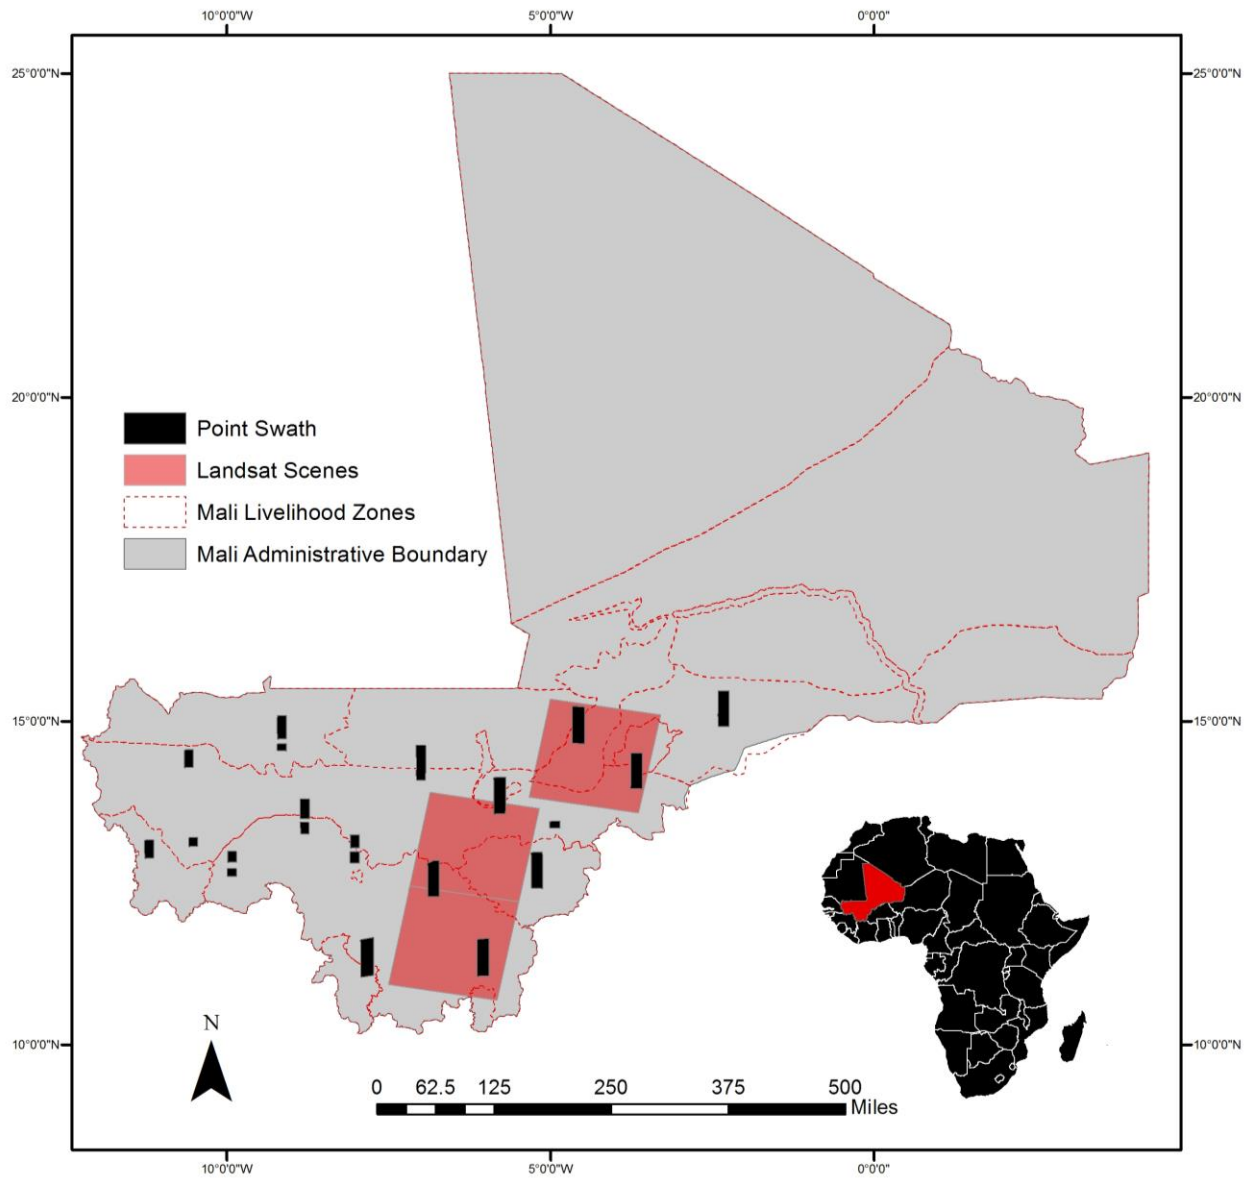 10°0'0"W 5°0'0"W 0°0'0"
25°0'0"N 25°0'0"N
20°0'0"N 20°0'0"N
Point Swath
Landsat Scenes
Mali Livelihood Zones
Mali Administrative Boundary
15°0'0"N 15°0'0"N
N
10°0'0"N 10°0'0"N
0 62.5 125 250 375 500
Miles
10°0'0"W 5°0'0"W 0°0'0"